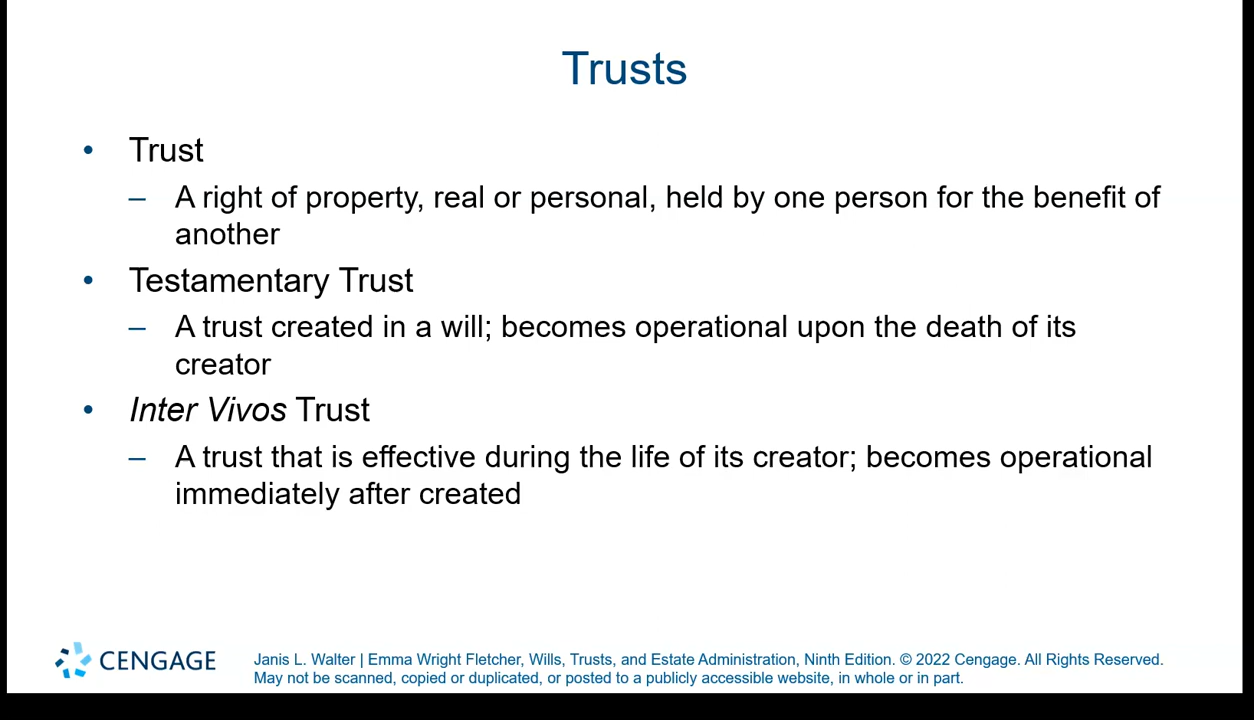 Trusts
• Trust
– A right of property, real or personal, held by one person for the benefit of
another
• Testamentary Trust
– A trust created in a will; becomes operational upon the death of its
creator
• Inter Vivos Trust
– A trust that is effective during the life of its creator; becomes operational
immediately after created
CENGAGE
Janis L. Walter | Emma Wright Fletcher, Wills, Trusts, and Estate Administration, Ninth Edition. © 2022 Cengage. All Rights Reserved.
May not be scanned, copied or duplicated, or posted to a publicly accessible website, in whole or in part.